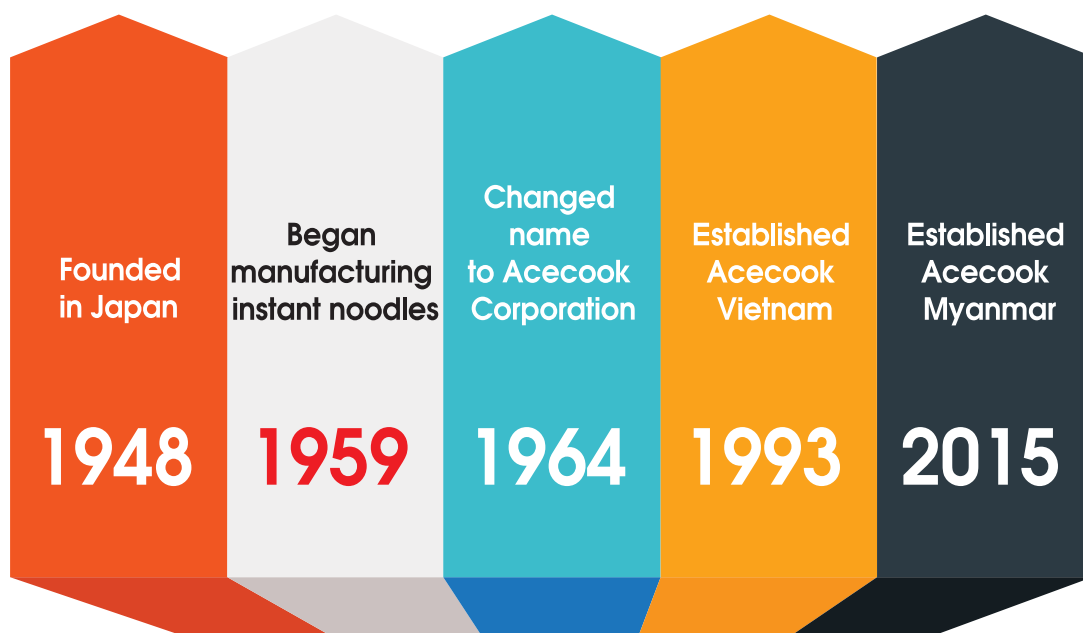 Founded
in Japan
1948
Began
manufacturing
instant noodles
1959
Changed
name
to Acecook
Corporation
1964
Established
Acecook
Vietnam
1993
Established
Acecook
Myanmar
2015